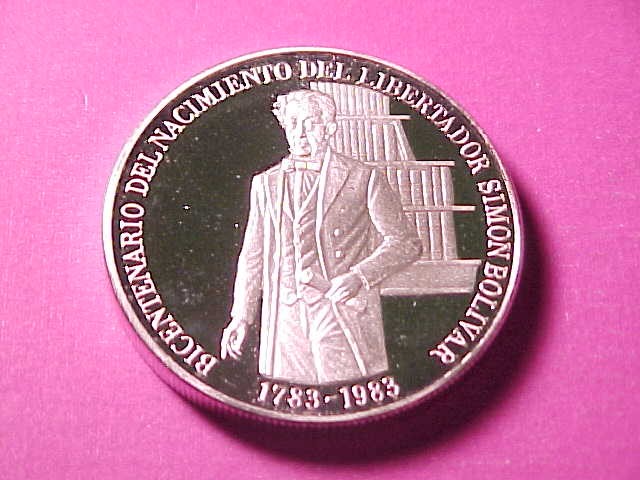 BICENTENARIO DEL NACIMIENTO DEL LIBERTADOR SIMON BOLIVAR
1783-1983